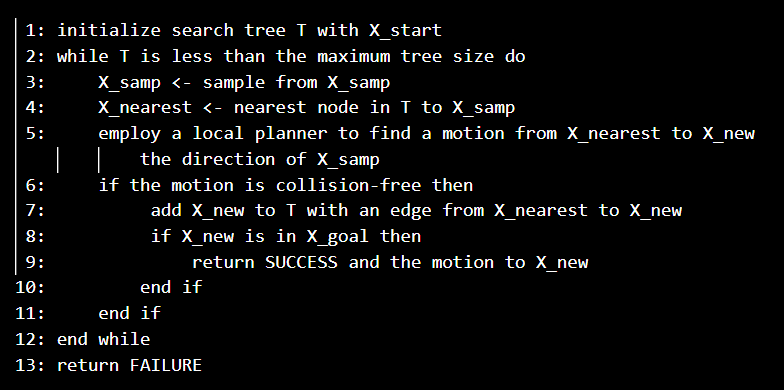 1: initialize search tree T with X_start
2: while T is less than the maximum tree size do
3:     X_samp <- sample from X_samp
4:     X_nearest <- nearest node in T to X_samp
5:     employ a local planner to find a motion from X_nearest to X_new
the direction of X_samp
6:     if the motion is collision-free then
7:          add X_new to T with an edge from X_nearest to X_new
8:          if X_new is in X_goal then
9:              return SUCCESS and the motion to X_new
10:         end if
11:     end if
12: end while
13: return FAILURE